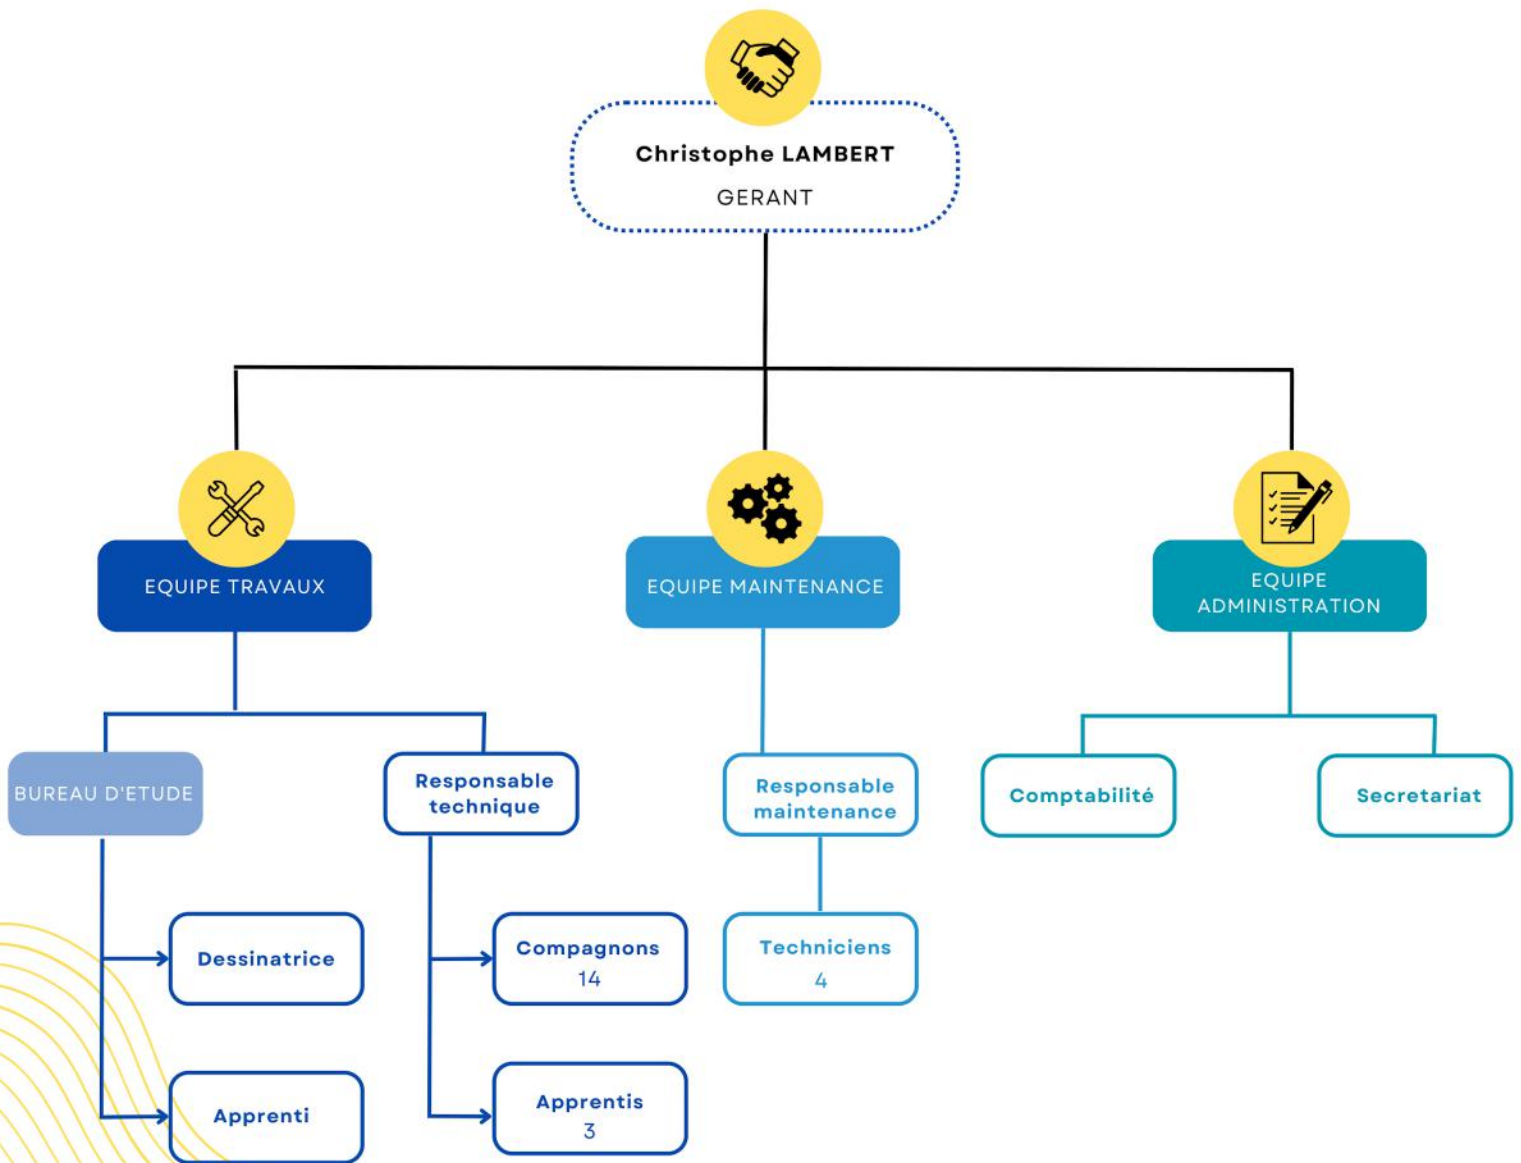 Christophe LAMBERT
GERANT
EQUIPE TRAVAUX
EQUIPE MAINTENANCE
EQUIPE
ADMINISTRATION
BUREAU D'ETUDE
Responsable
technique
Responsable
maintenance
Comptabilité
Secretariat
Dessinatrice
Compagnons
14
Techniciens
4
Apprenti
Apprentis
3